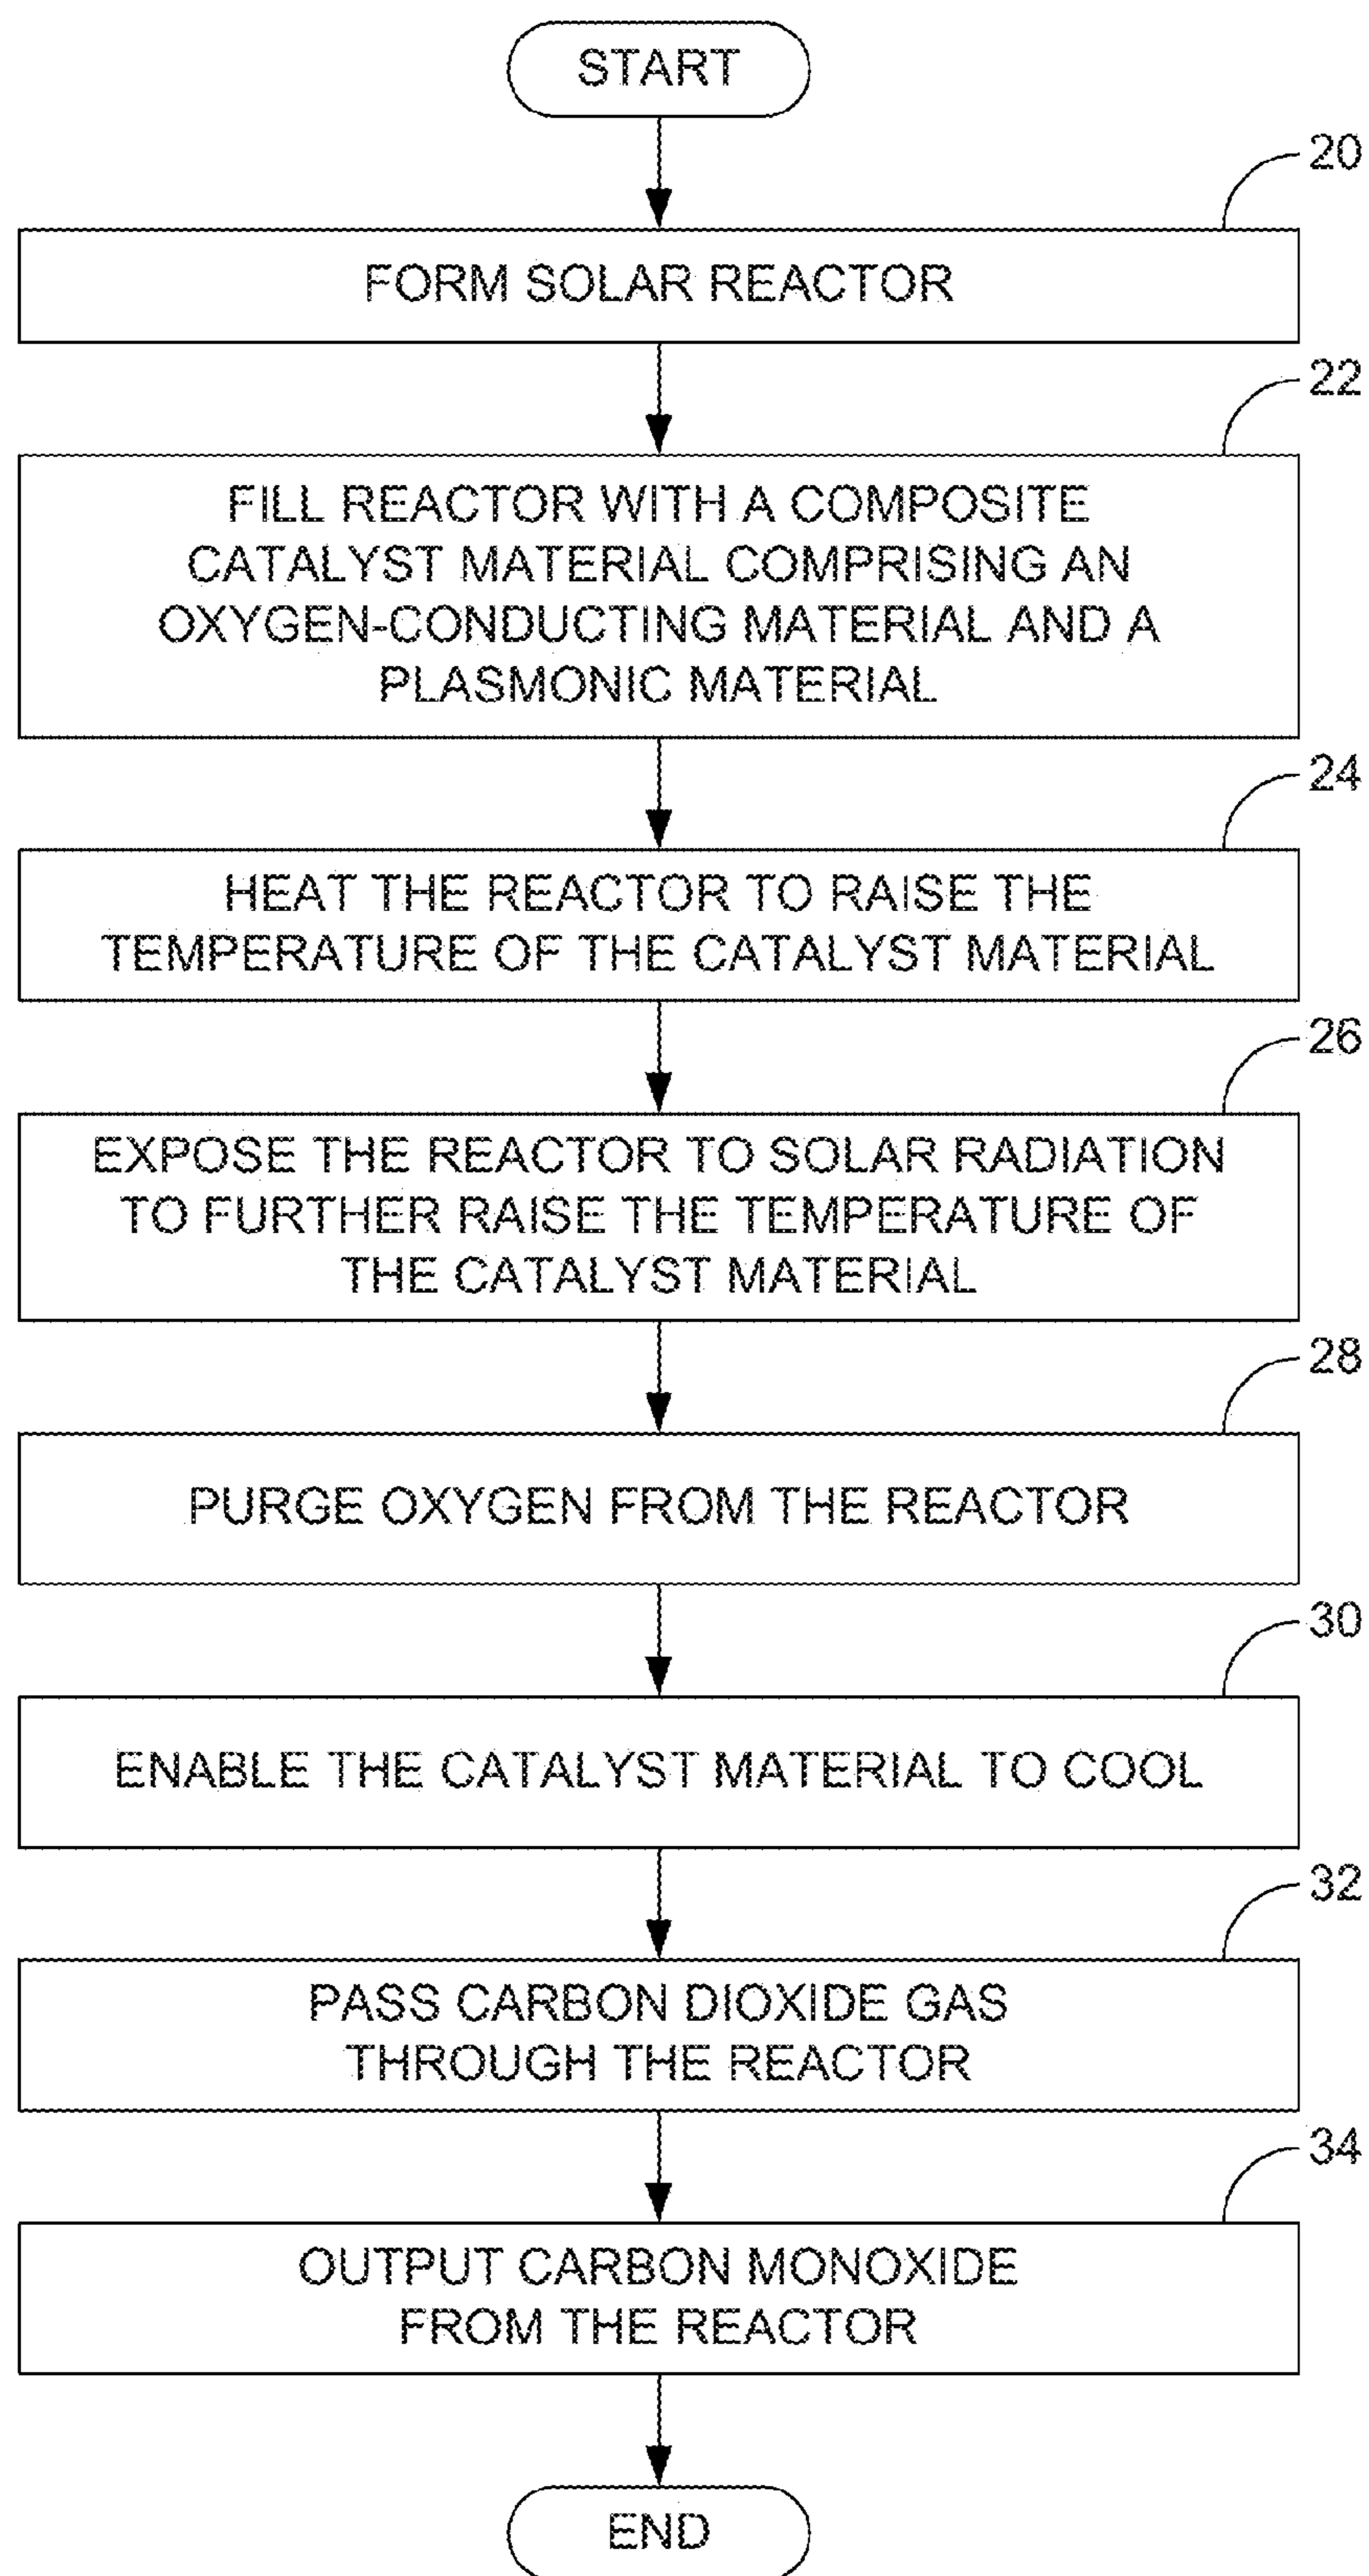 START
20
FORM SOLAR REACTOR
22
FILL REACTOR WITH A COMPOSITE
CATALYST MATERIAL COMPRISING AN
OXYGEN-CONDUCTING MATERIAL AND A
PLASMONIC MATERIAL
24
HEAT THE REACTOR TO RAISE THE
TEMPERATURE OF THE CATALYST MATERIAL
26
EXPOSE THE REACTOR TO SOLAR RADIATION
TO FURTHER RAISE THE TEMPERATURE OF
THE CATALYST MATERIAL
28
PURGE OXYGEN FROM THE REACTOR
30
ENABLE THE CATALYST MATERIAL TO COOL
32
PASS CARBON DIOXIDE GAS
THROUGH THE REACTOR
34
OUTPUT CARBON MONOXIDE
FROM THE REACTOR
END